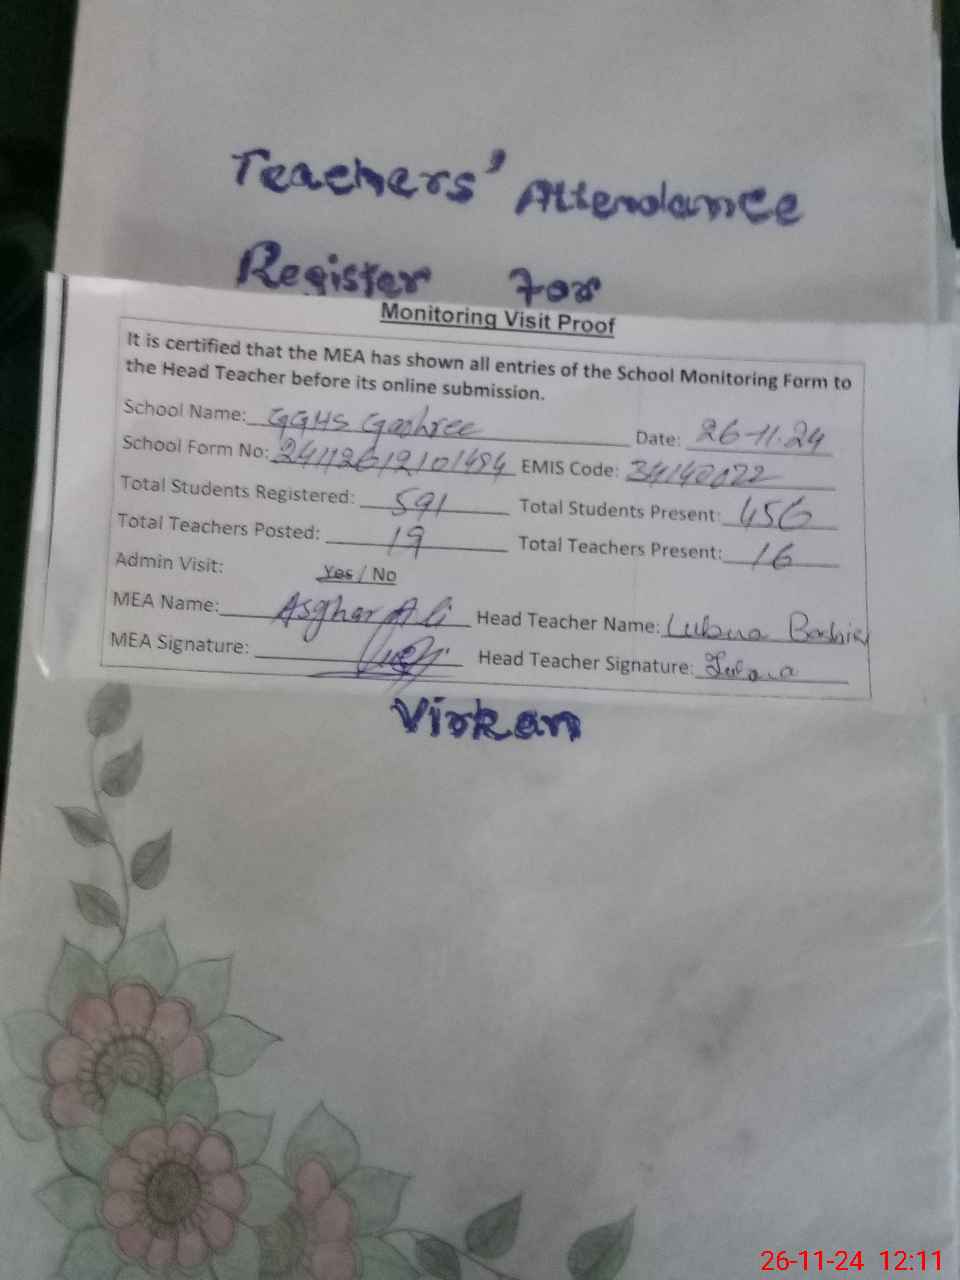 Teachers' Attendance
Register For
Monitoring Visit Proof
It is certified that the MEA has shown all entries of the School Monitoring Form to
the Head Teacher before its online submission.
School Name: GGHS Date: 26-11.24
School Form No: EMIS Code:
Total Students Registered: 591 Total Students Present: 456
Total Teachers Posted: 19 Total Teachers Present: 16
Admin Visit: Yes / No
MEA Name: Asghar Ali Head Teacher Name: Lubna
MEA Signature: Head Teacher Signature: Lubna
Virkan
26-11-24 12:11